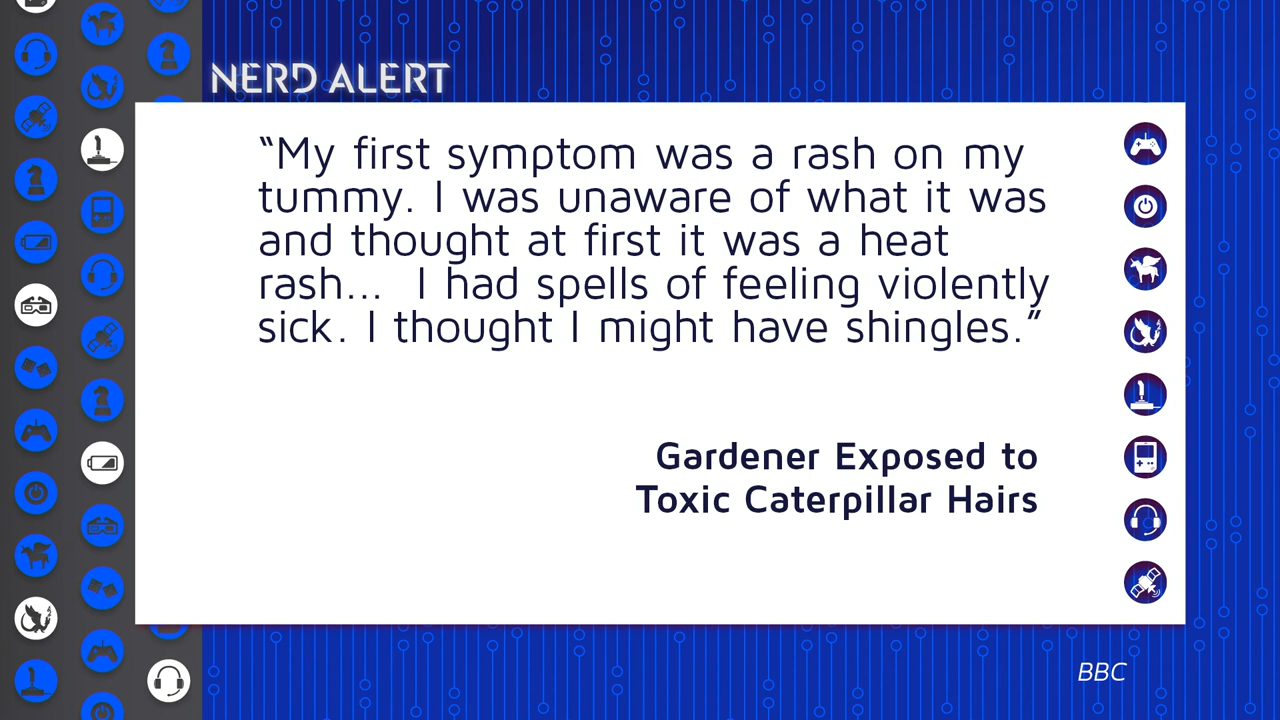 NERD ALERT
“My first symptom was a rash on my
tummy. I was unaware of what it was
and thought at first it was a heat
rash...  I had spells of feeling violently
sick. I thought I might have shingles.”
Gardener Exposed to
Toxic Caterpillar Hairs
BBC